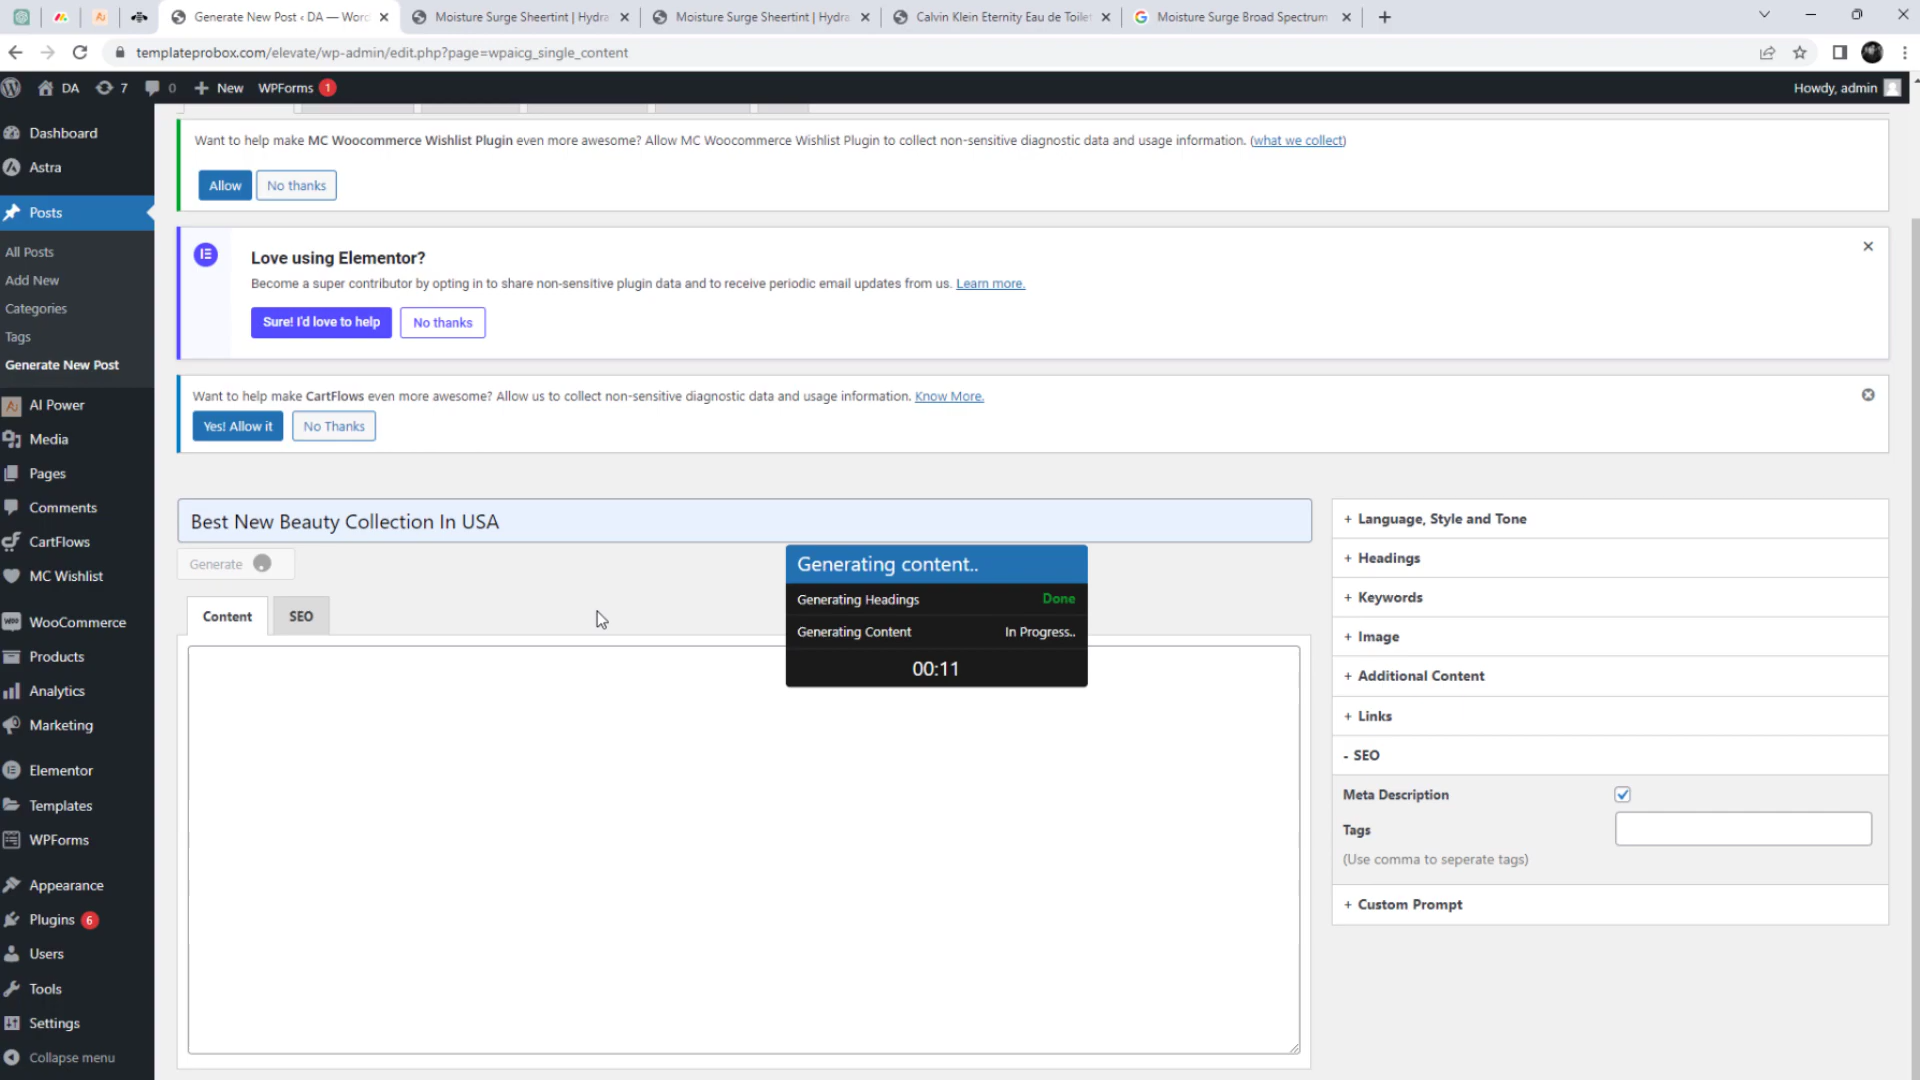 Generate New Post ‹ DA — Word
Moisture Surge Sheertint | Hydra
Moisture Surge Sheertint | Hydra
Calvin Klein Eternity Eau de Toilet
Moisture Surge Broad Spectrum
templateprobox.com/elevate/wp-admin/edit.php?page=wpaicg_single_content
DA
7
0
New
WPForms 1
Howdy, admin
Dashboard
Astra
Posts
All Posts
Add New
Categories
Tags
Generate New Post
AI Power
Media
Pages
Comments
CartFlows
MC Wishlist
WooCommerce
Products
Analytics
Marketing
Elementor
Templates
WPForms
Appearance
Plugins 6
Users
Tools
Settings
Collapse menu
Want to help make MC Woocommerce Wishlist Plugin even more awesome? Allow MC Woocommerce Wishlist Plugin to collect non-sensitive diagnostic data and usage information. (what we collect)
Allow
No thanks
Love using Elementor?
Become a super contributor by opting in to share non-sensitive plugin data and to receive periodic email updates from us. Learn more.
Sure! I'd love to help
No thanks
Want to help make CartFlows even more awesome? Allow us to collect non-sensitive diagnostic data and usage information. Know More.
Yes! Allow it
No Thanks
Best New Beauty Collection In USA
Generate
Content
SEO
Generating content..
Generating Headings Done
Generating Content In Progress..
00:11
+ Language, Style and Tone
+ Headings
+ Keywords
+ Image
+ Additional Content
+ Links
- SEO
Meta Description
Tags
(Use comma to seperate tags)
+ Custom Prompt